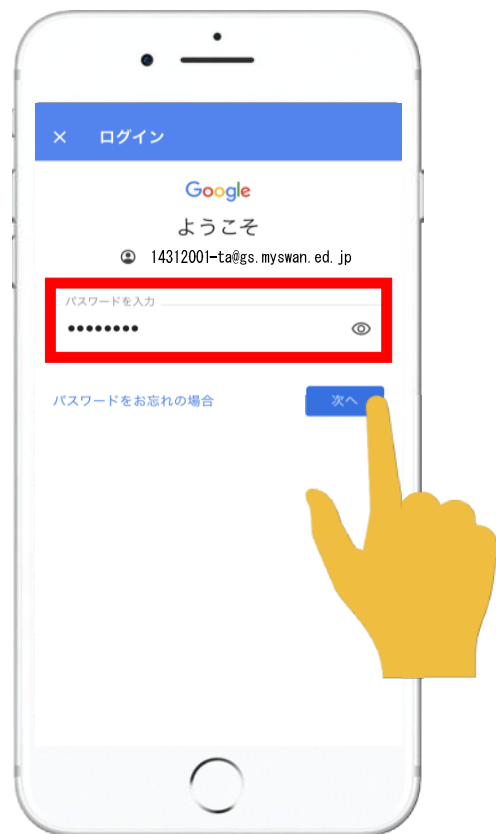 × ログイン
Google
ようこそ
14312001-ta@gs.myswan.ed.jp
パスワードを入力
••••••••
パスワードをお忘れの場合
次へ